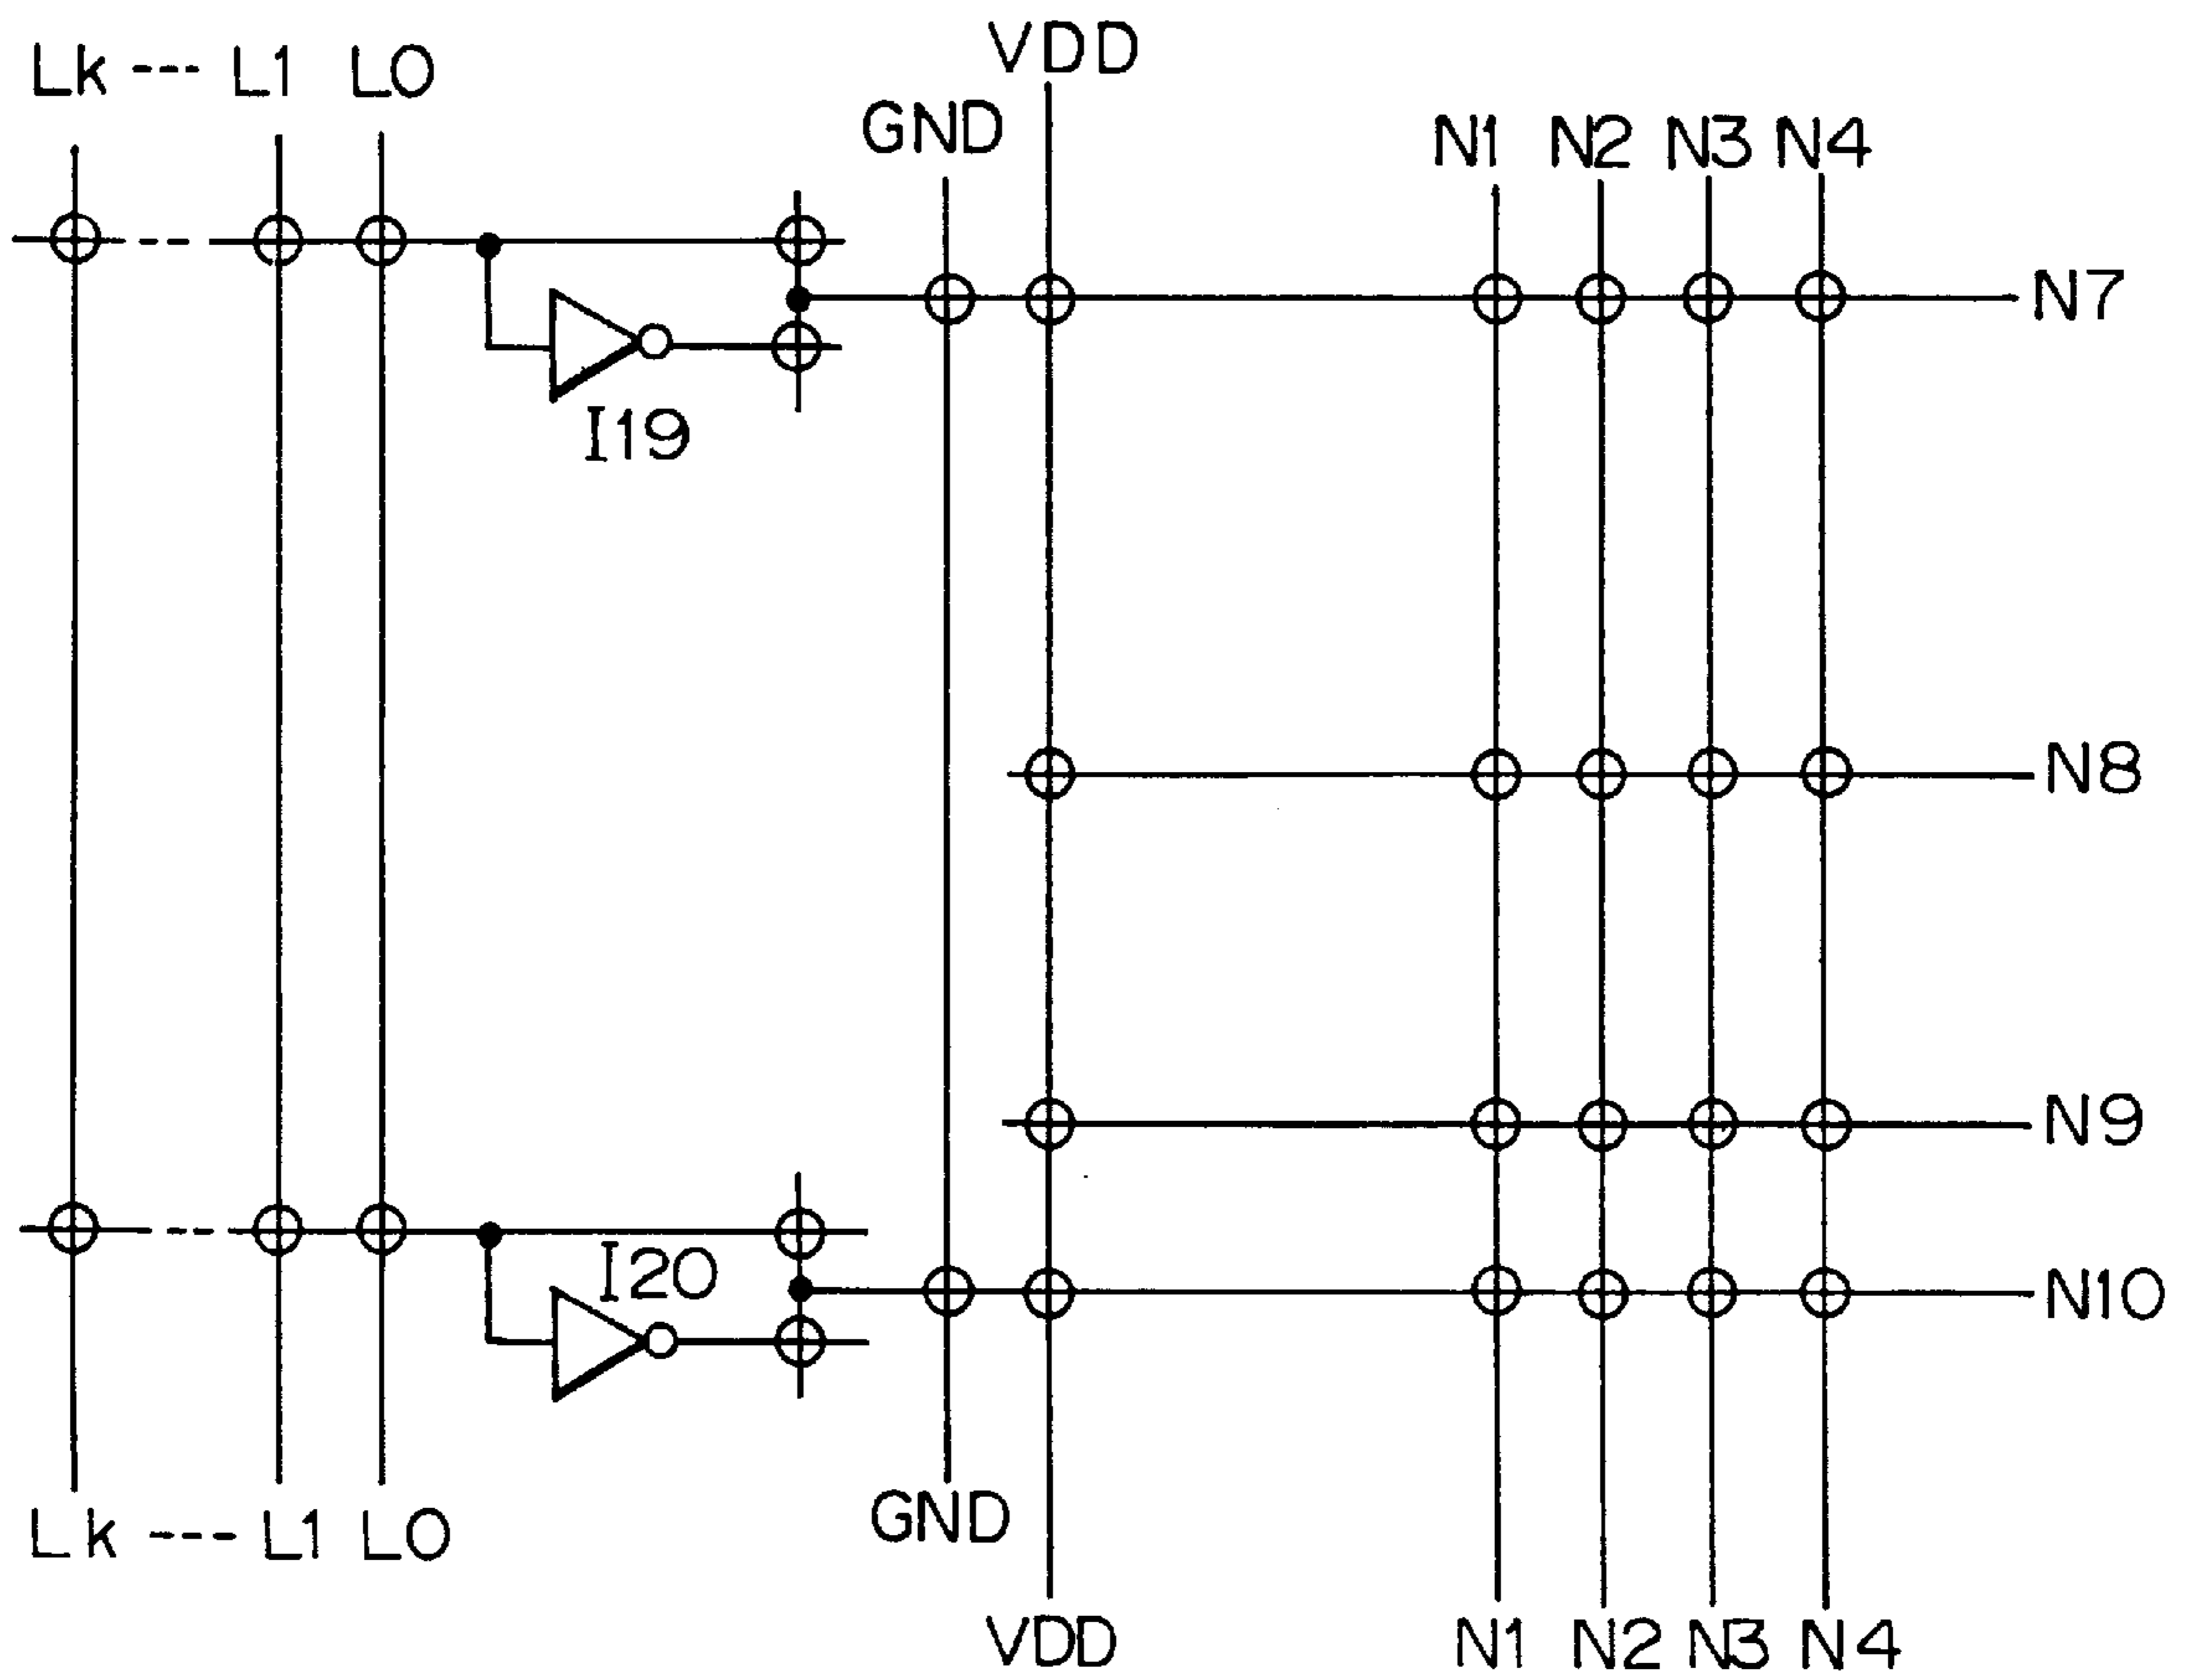 VDD
Lk --- L1 L0
GND
N1 N2 N3 N4
N7
I19
N8
N9
I20
N10
GND
Lk --- L1 L0
VDD
N1 N2 N3 N4